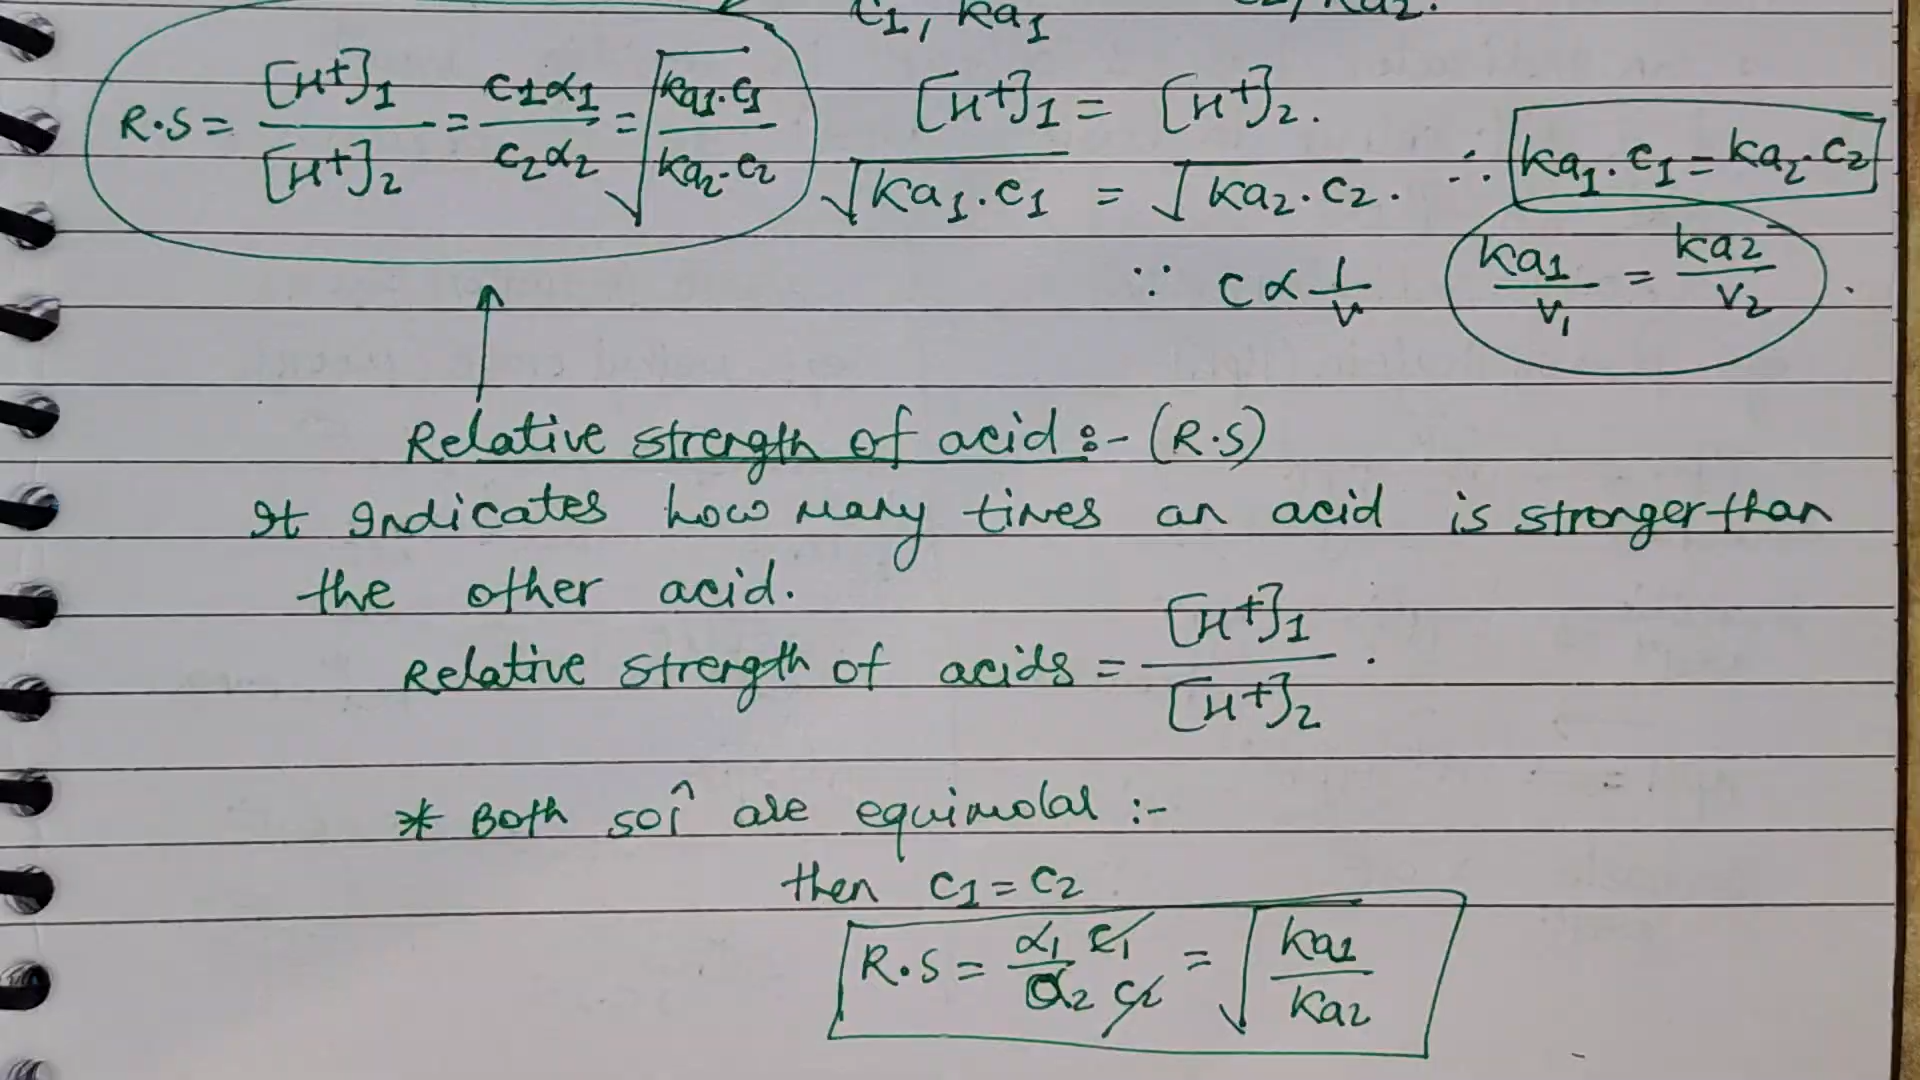 c₁, ka₁ ka₂.
R.S = [H⁺]₁/[H⁺]₂ = c₁α₁/c₂α₂ = √(ka₁.c₁/ka₂.c₂)
[H⁺]₁ = [H⁺]₂.
√ka₁.c₁ = √ka₂.c₂. ∴ ka₁.c₁ = ka₂.c₂
∵ c ∝ 1/v ka₁/v₁ = ka₂/v₂ .
Relative strength of acid :- (R.S)
It Indicates how many times an acid is stronger than
the other acid.
Relative strength of acids = [H⁺]₁/[H⁺]₂ .
* Both sol̂ are equimolar :-
then c₁ = c₂
R.S = α₁ c₁/α₂ c₂ = √(ka₁/ka₂)